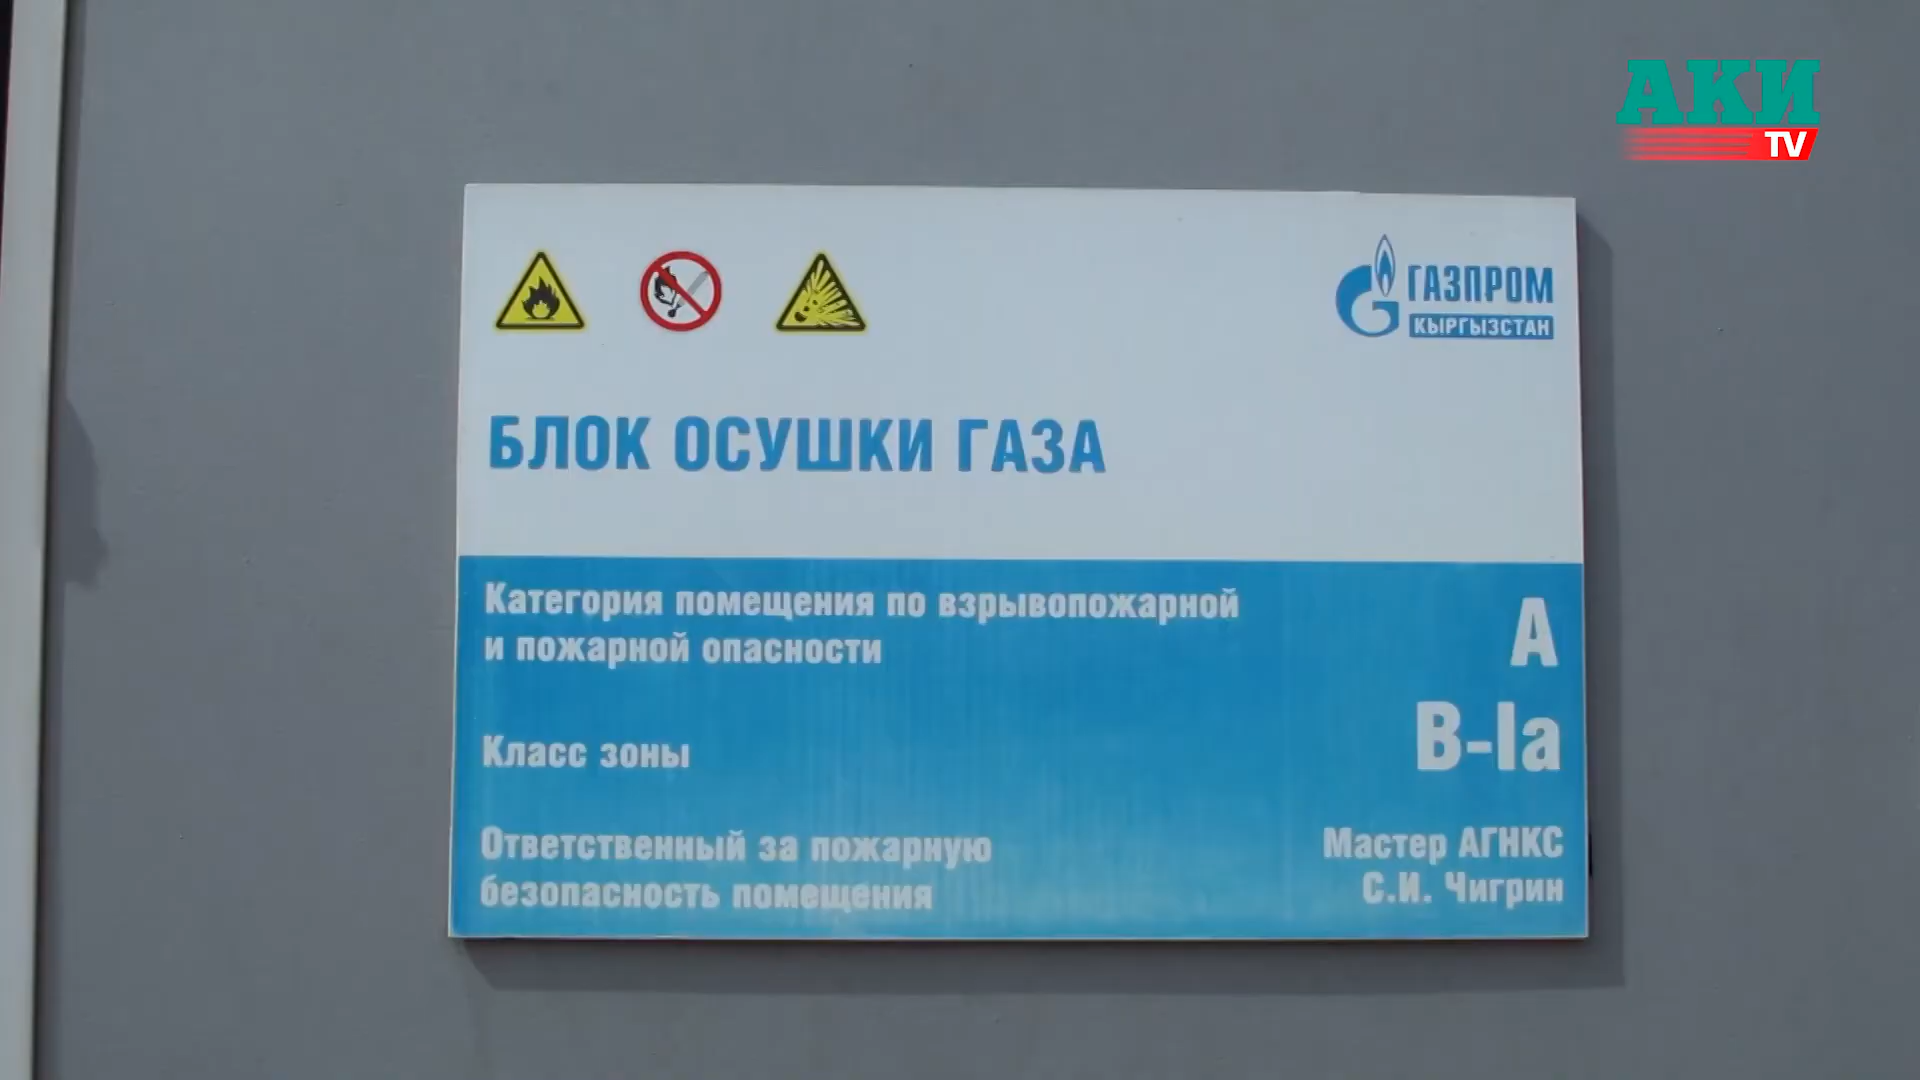 АКИ
TV
ГАЗПРОМ
КЫРГЫЗСТАН
БЛОК ОСУШКИ ГАЗА
Категория помещения по взрывопожарной
и пожарной опасности
А
В-Iа
Класс зоны
Ответственный за пожарную
безопасность помещения
Мастер АГНКС
С.И. Чигрин